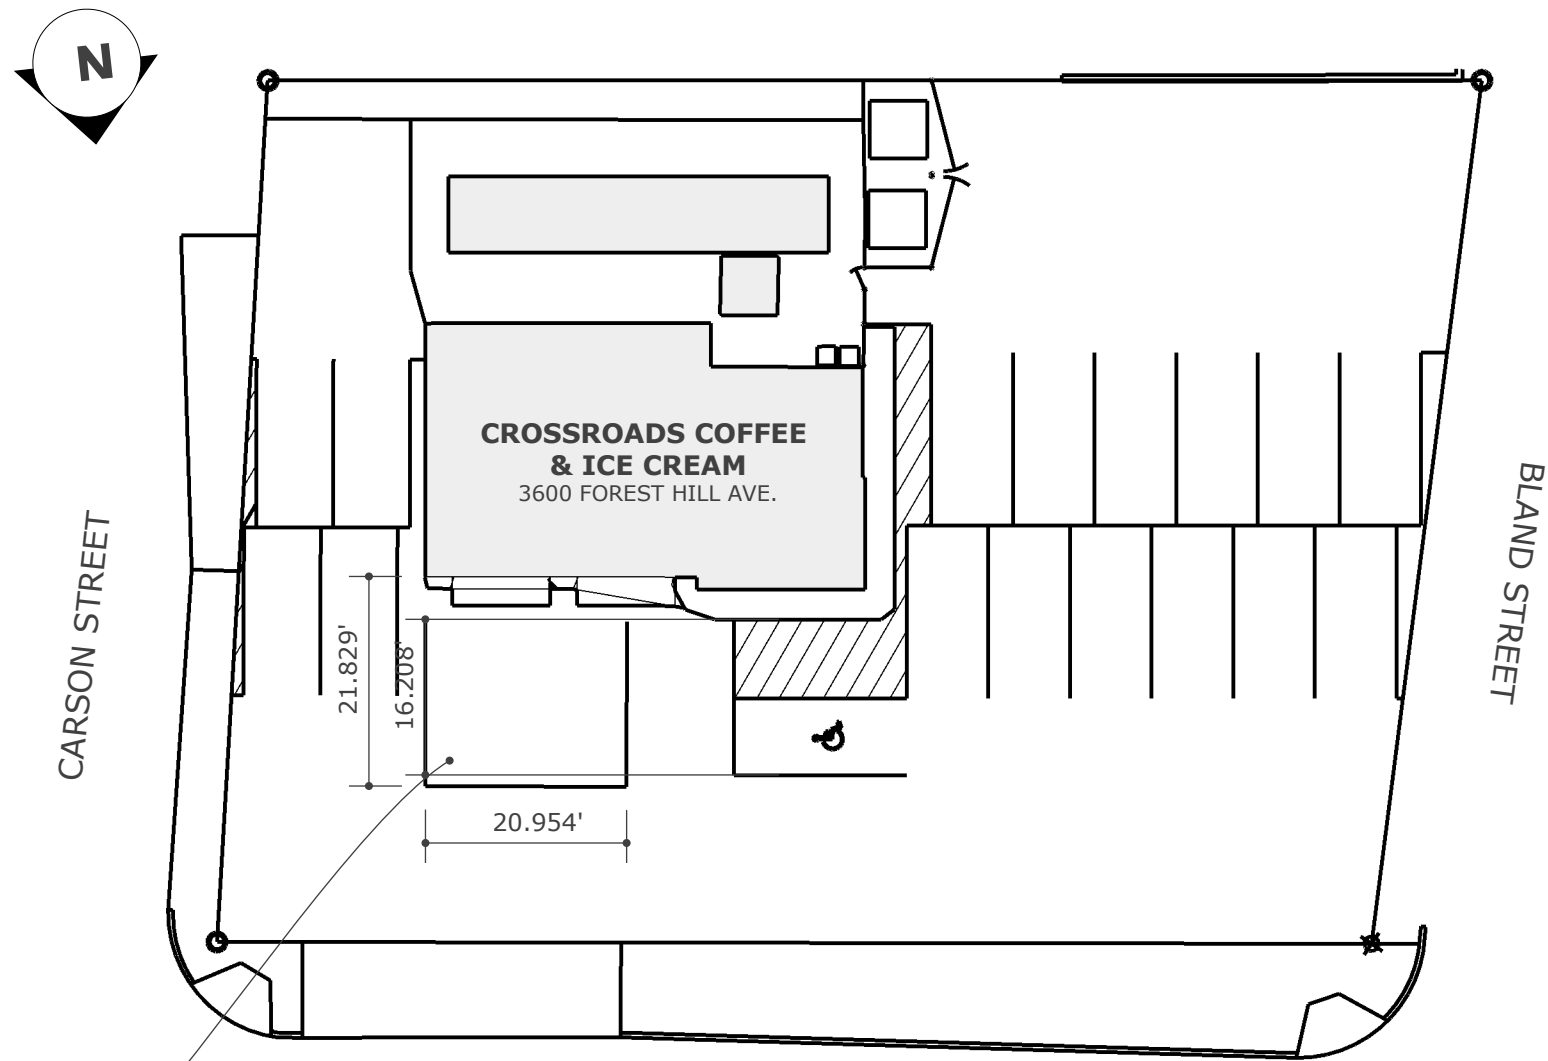 N
CROSSROADS COFFEE
& ICE CREAM
3600 FOREST HILL AVE.
CARSON STREET
BLAND STREET
21.829'
16.208'
20.954'